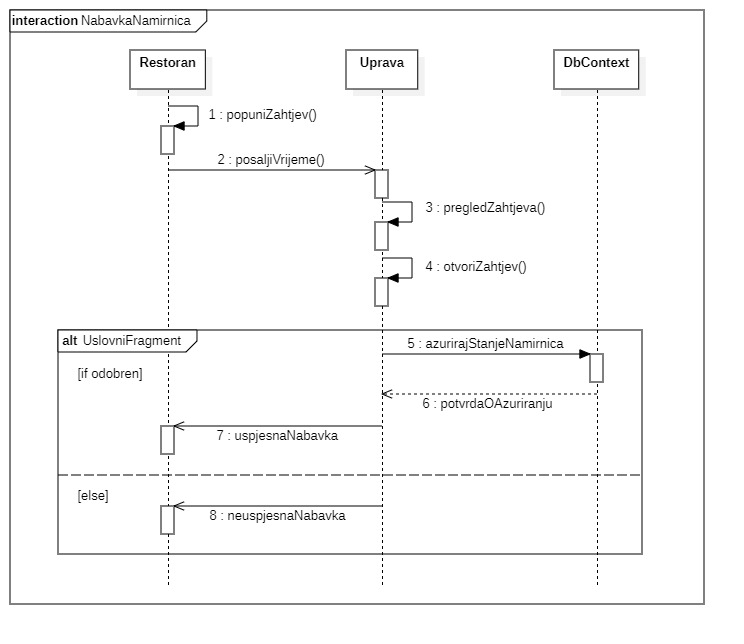 interaction NabavkaNamirnica
Restoran
Uprava
DbContext
1 : popuniZahtjev()
2 : posaljiVrijeme()
3 : pregledZahtjeva()
4 : otvoriZahtjev()
alt UslovniFragment
5 : azurirajStanjeNamirnica
[if odobren]
6 : potvrdaOAzuriranju
7 : uspjesnaNabavka
[else]
8 : neuspjesnaNabavka